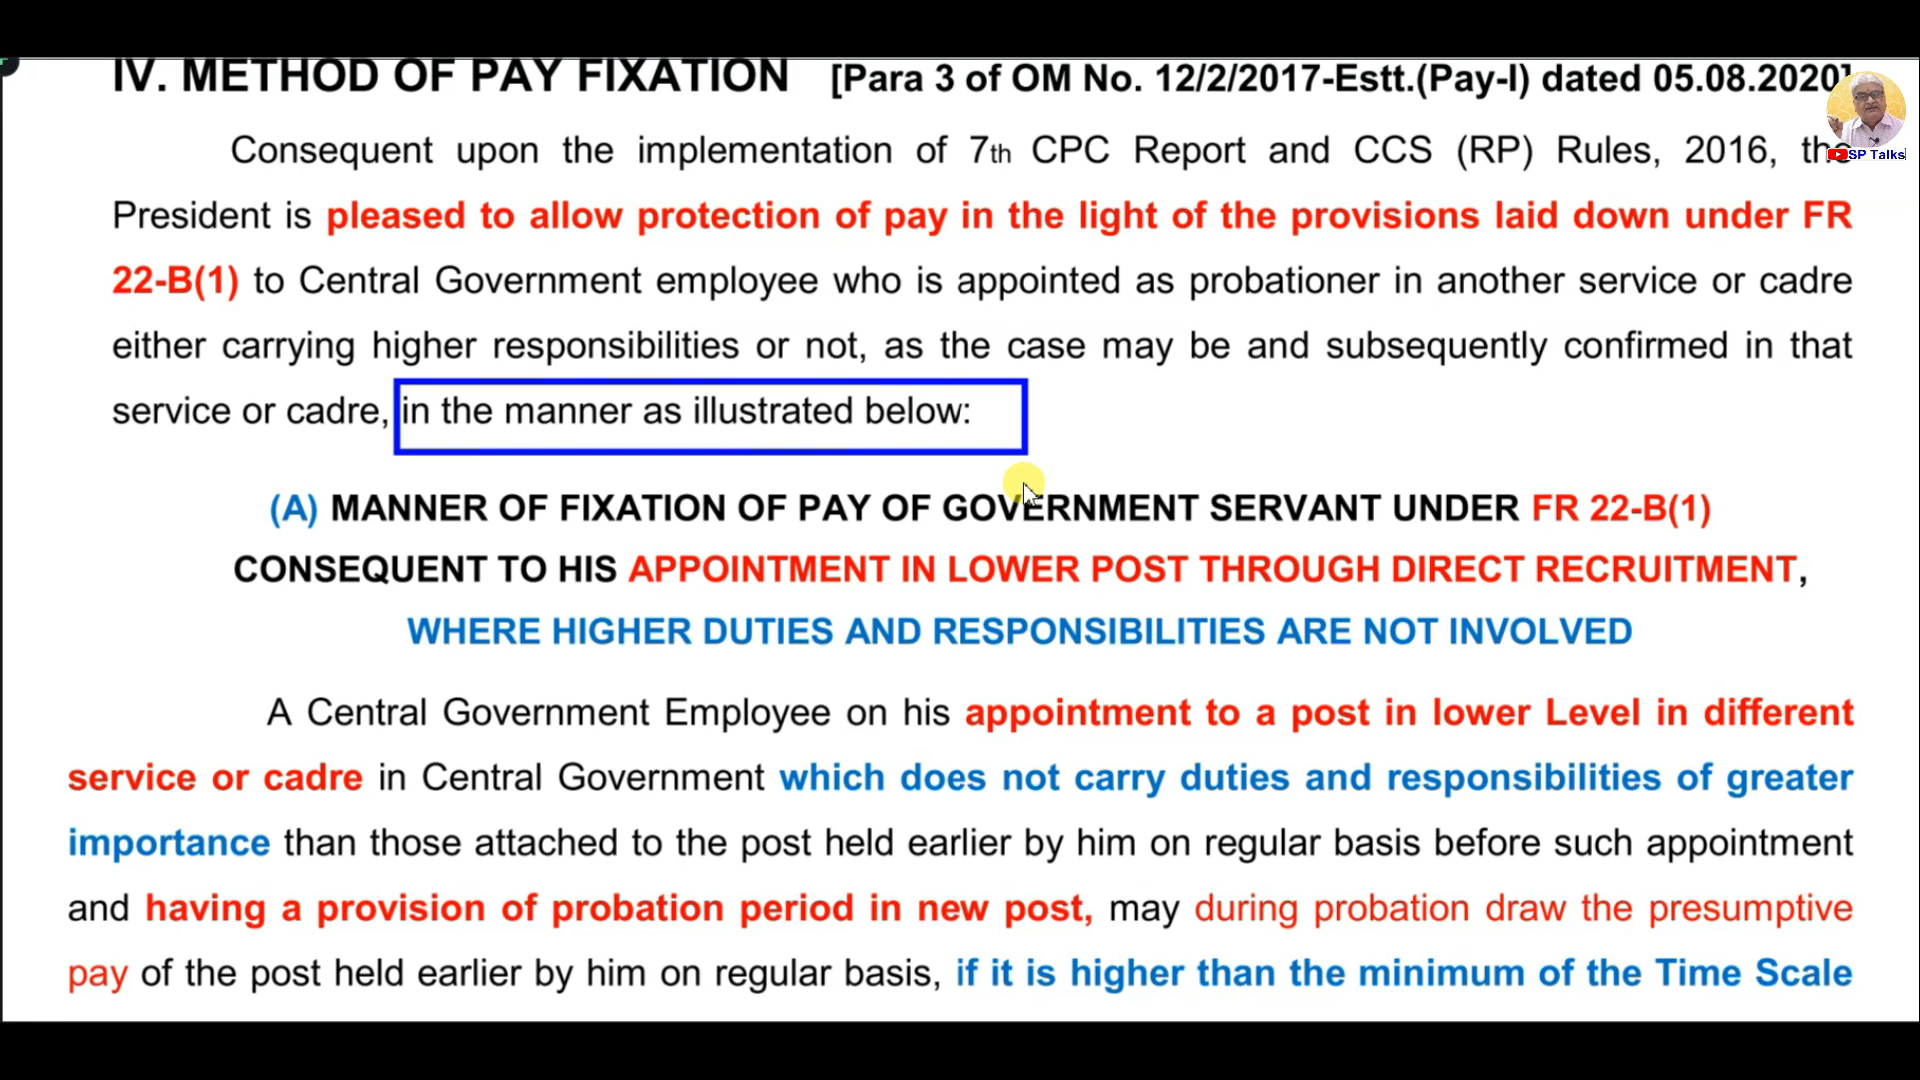 IV. METHOD OF PAY FIXATION [Para 3 of OM No. 12/2/2017-Estt.(Pay-I) dated 05.08.2020]
Consequent upon the implementation of 7th CPC Report and CCS (RP) Rules, 2016, the
SP Talks
President is pleased to allow protection of pay in the light of the provisions laid down under FR
22-B(1) to Central Government employee who is appointed as probationer in another service or cadre
either carrying higher responsibilities or not, as the case may be and subsequently confirmed in that
service or cadre, in the manner as illustrated below:
(A) MANNER OF FIXATION OF PAY OF GOVERNMENT SERVANT UNDER FR 22-B(1)
CONSEQUENT TO HIS APPOINTMENT IN LOWER POST THROUGH DIRECT RECRUITMENT,
WHERE HIGHER DUTIES AND RESPONSIBILITIES ARE NOT INVOLVED
A Central Government Employee on his appointment to a post in lower Level in different
service or cadre in Central Government which does not carry duties and responsibilities of greater
importance than those attached to the post held earlier by him on regular basis before such appointment
and having a provision of probation period in new post, may during probation draw the presumptive
pay of the post held earlier by him on regular basis, if it is higher than the minimum of the Time Scale